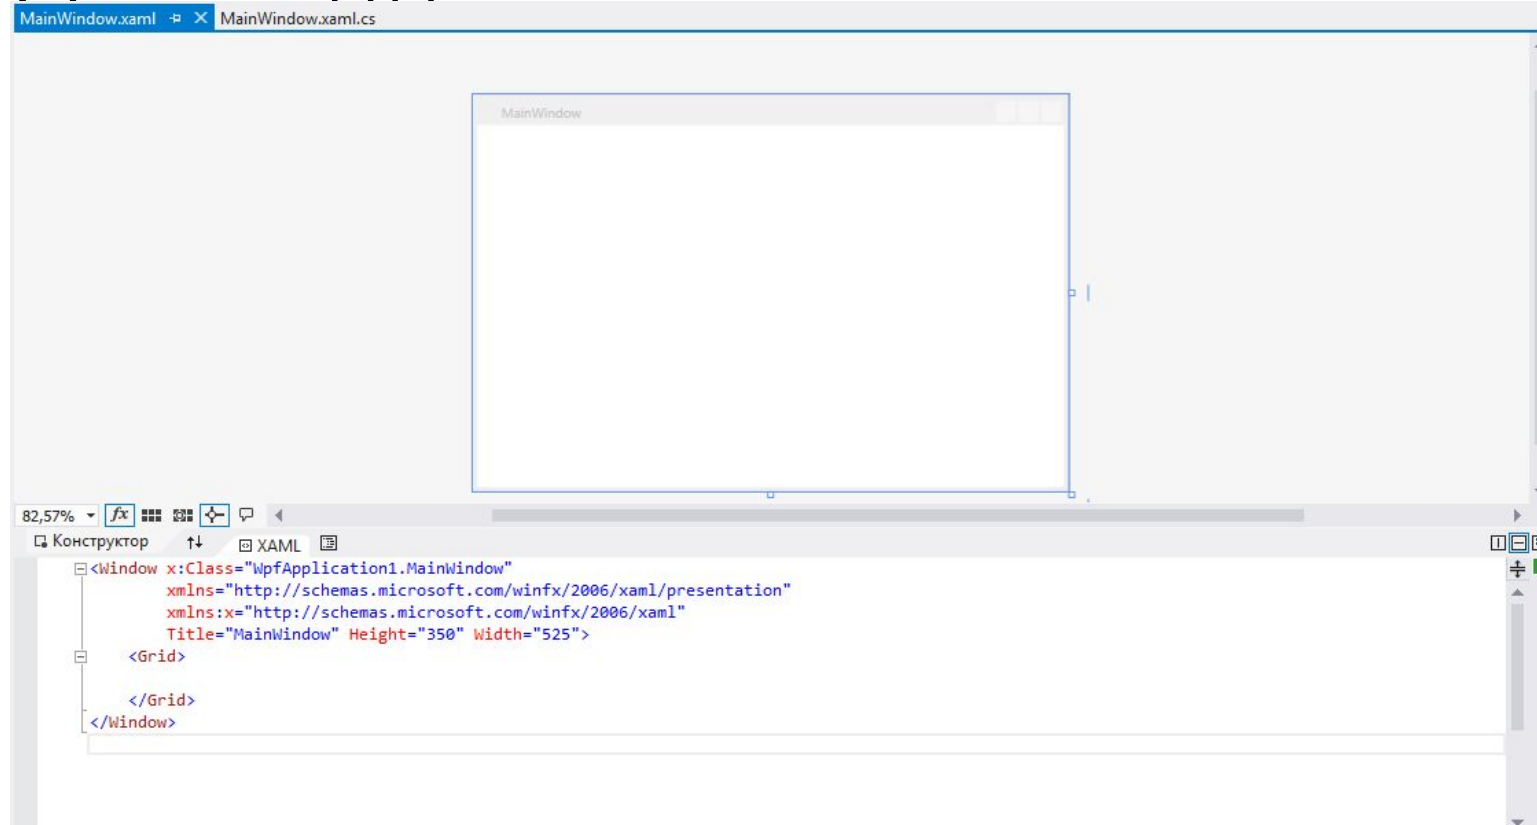 MainWindow.xaml
MainWindow.xaml.cs
MainWindow
82,57%
fx
Конструктор
XAML
<Window x:Class="WpfApplication1.MainWindow"
xmlns="http://schemas.microsoft.com/winfx/2006/xaml/presentation"
xmlns:x="http://schemas.microsoft.com/winfx/2006/xaml"
Title="MainWindow" Height="350" Width="525">
<Grid>
</Grid>
</Window>